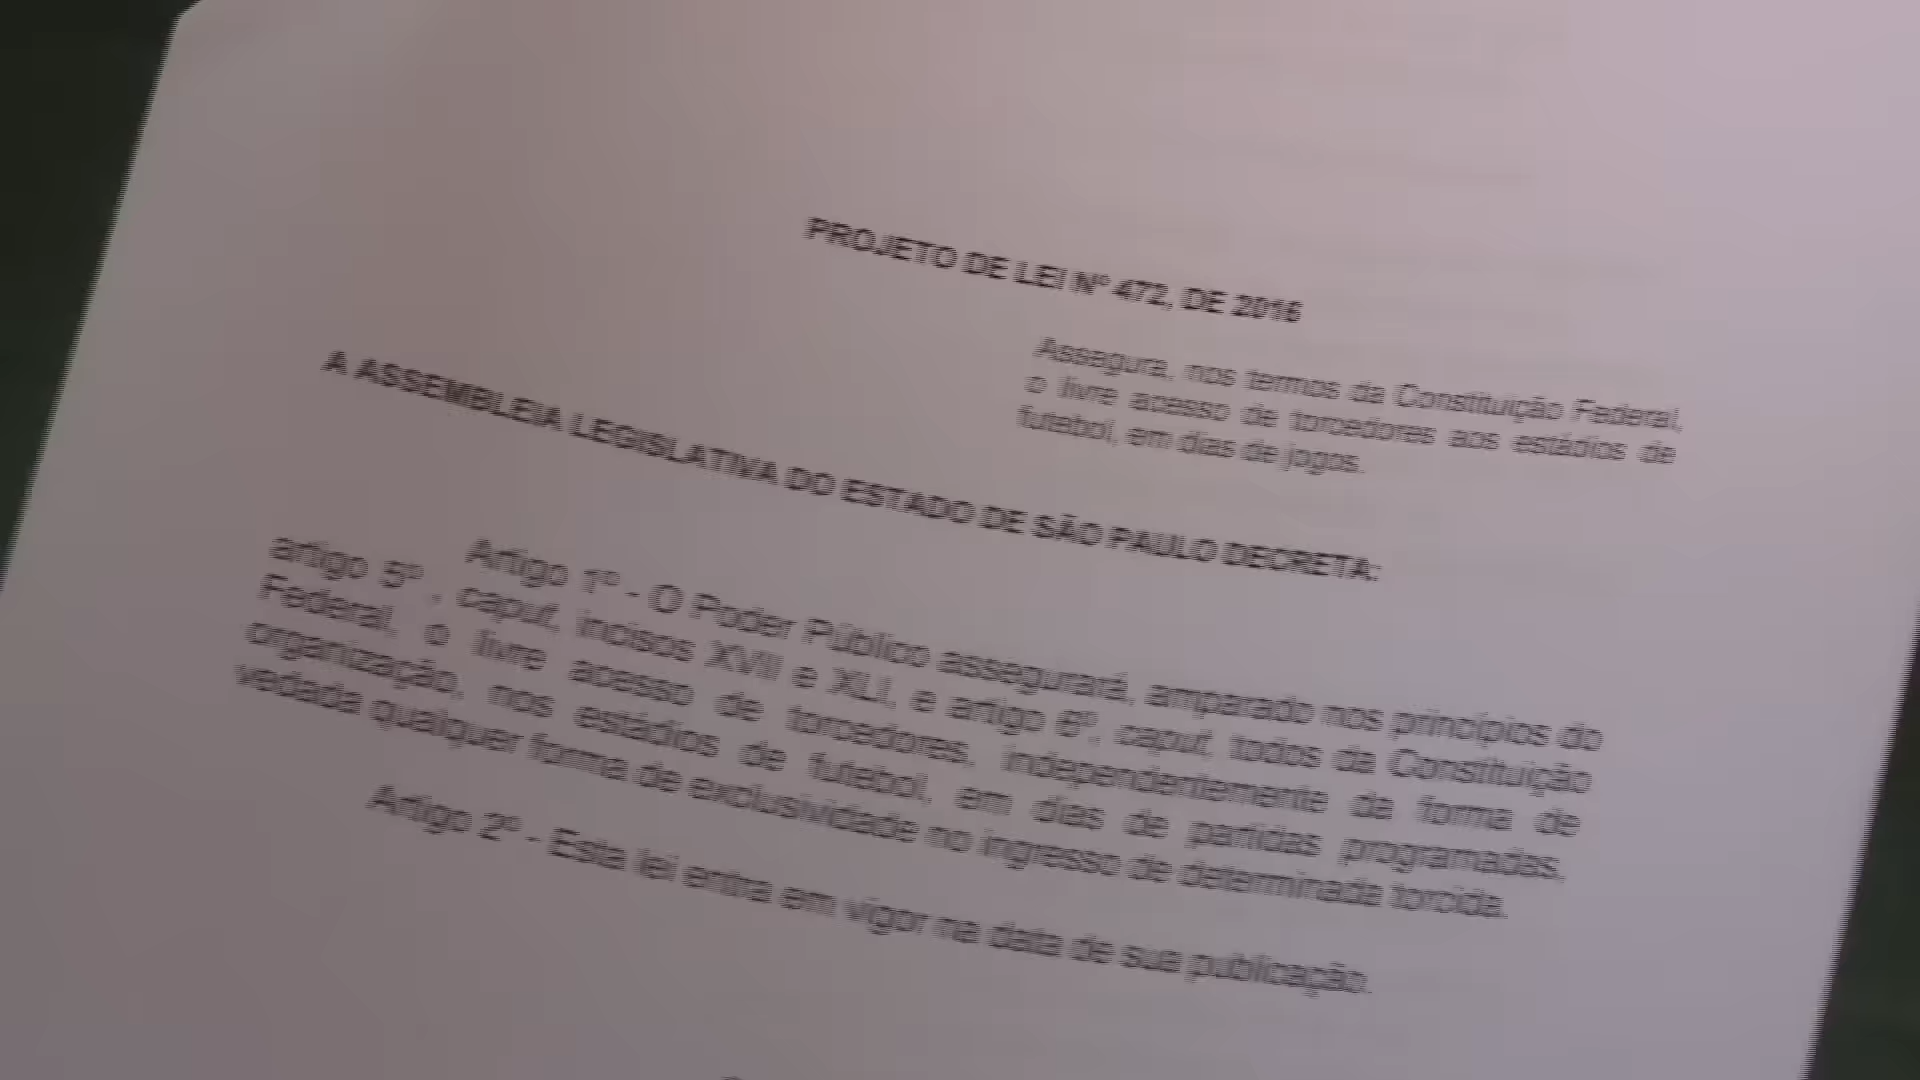 PROJETO DE LEI Nº 472, DE 2016
Assegura, nos termos da Constituição Federal,
o livre acesso de torcedores aos estádios de
futebol, em dias de jogos.
A ASSEMBLEIA LEGISLATIVA DO ESTADO DE SÃO PAULO DECRETA:
Artigo 1º - O Poder Público assegurará, amparado nos princípios do
artigo 5º , caput, incisos XVII e XLI, e artigo 6º, caput, todos da Constituição
Federal, o livre acesso de torcedores, independentemente da forma de
organização, nos estádios de futebol, em dias de partidas programadas,
vedada qualquer forma de exclusividade no ingresso de determinada torcida.
Artigo 2º - Esta lei entra em vigor na data de sua publicação.